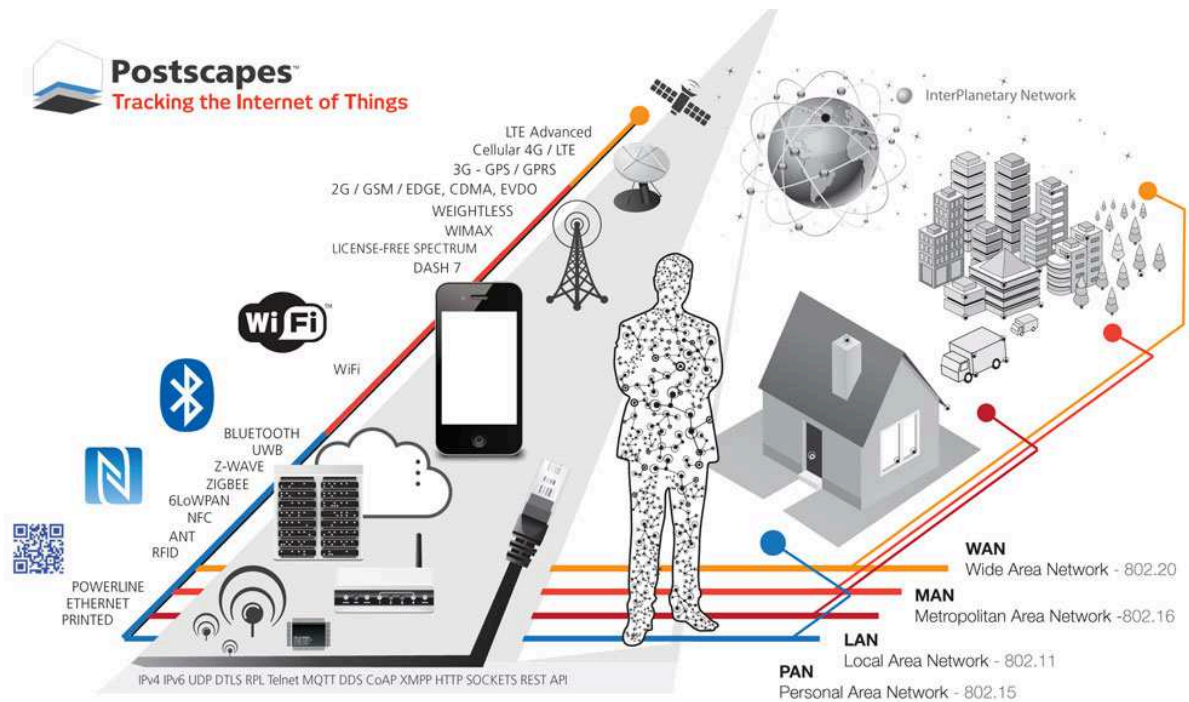 Postscapes™
Tracking the Internet of Things
InterPlanetary Network
LTE Advanced
Cellular 4G / LTE
3G - GPS / GPRS
2G / GSM / EDGE, CDMA, EVDO
WEIGHTLESS
WIMAX
LICENSE-FREE SPECTRUM
DASH 7
Wi Fi™
WiFi
BLUETOOTH
UWB
Z-WAVE
ZIGBEE
6LoWPAN
NFC
ANT
RFID
POWERLINE
ETHERNET
PRINTED
WAN
Wide Area Network - 802.20
MAN
Metropolitan Area Network -802.16
LAN
Local Area Network - 802.11
PAN
Personal Area Network - 802.15
IPv4 IPv6 UDP DTLS RPL Telnet MQTT DDS CoAP XMPP HTTP SOCKETS REST API